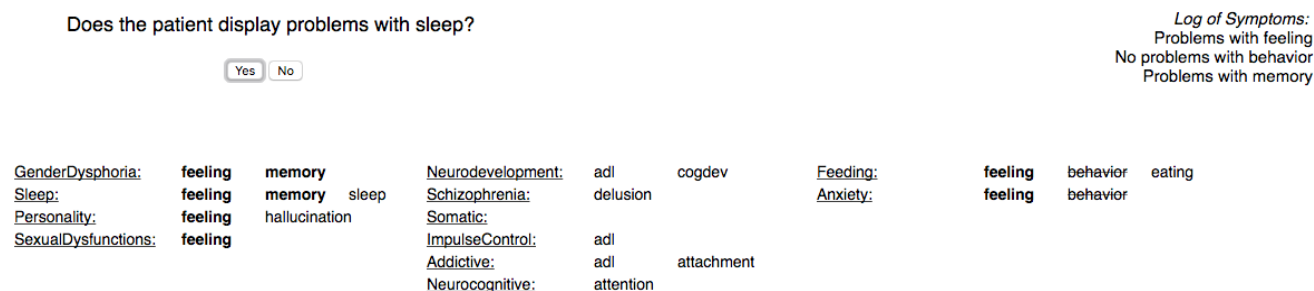 Does the patient display problems with sleep?
Yes No
Log of Symptoms:
Problems with feeling
No problems with behavior
Problems with memory
GenderDysphoria: feeling memory
Sleep: feeling memory sleep
Personality: feeling hallucination
SexualDysfunctions: feeling
Neurodevelopment: adl cogdev
Schizophrenia: delusion
Somatic:
ImpulseControl: adl
Addictive: adl attachment
Neurocognitive: attention
Feeding: feeling behavior eating
Anxiety: feeling behavior